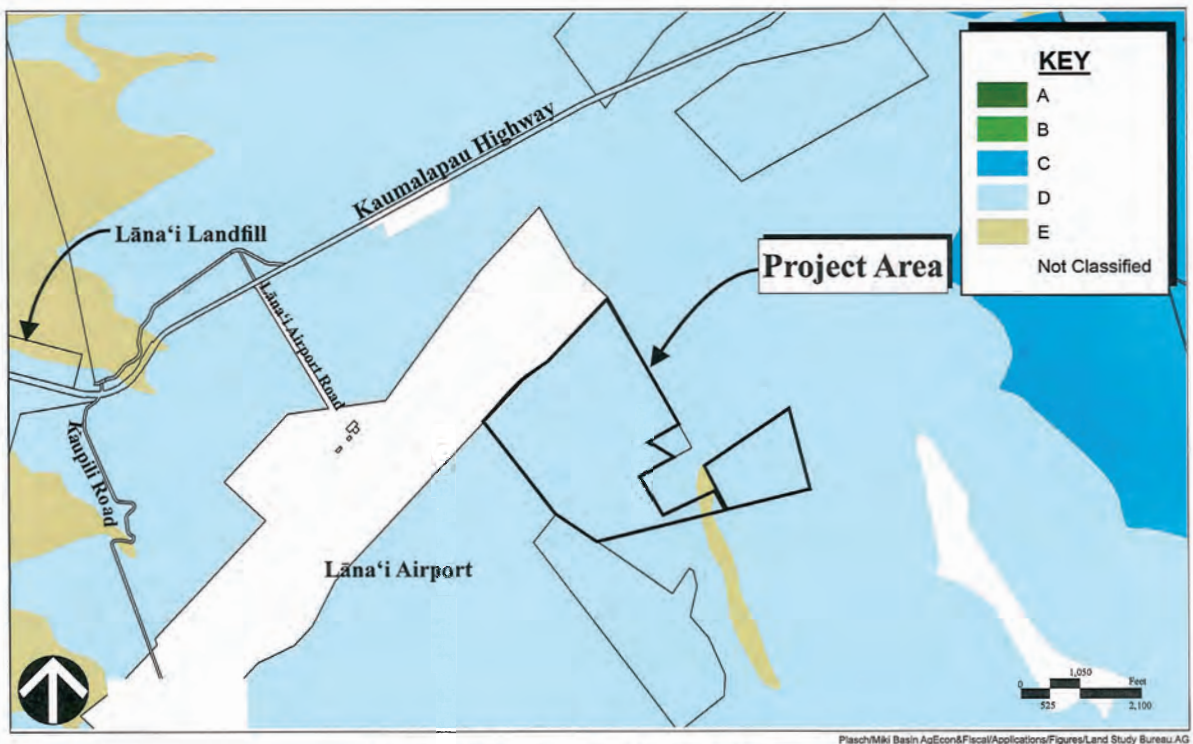 KEY
A
B
C
D
E
Not Classified
Kaumalapau Highway
Lāna‘i Landfill
Project Area
Lāna‘i Airport Road
Kaupili Road
Lāna‘i Airport
0
1,050
Feet
525
2,100
Plasch/Miki Basin AgEcon&Fiscal/Applications/Figures/Land Study Bureau.AG